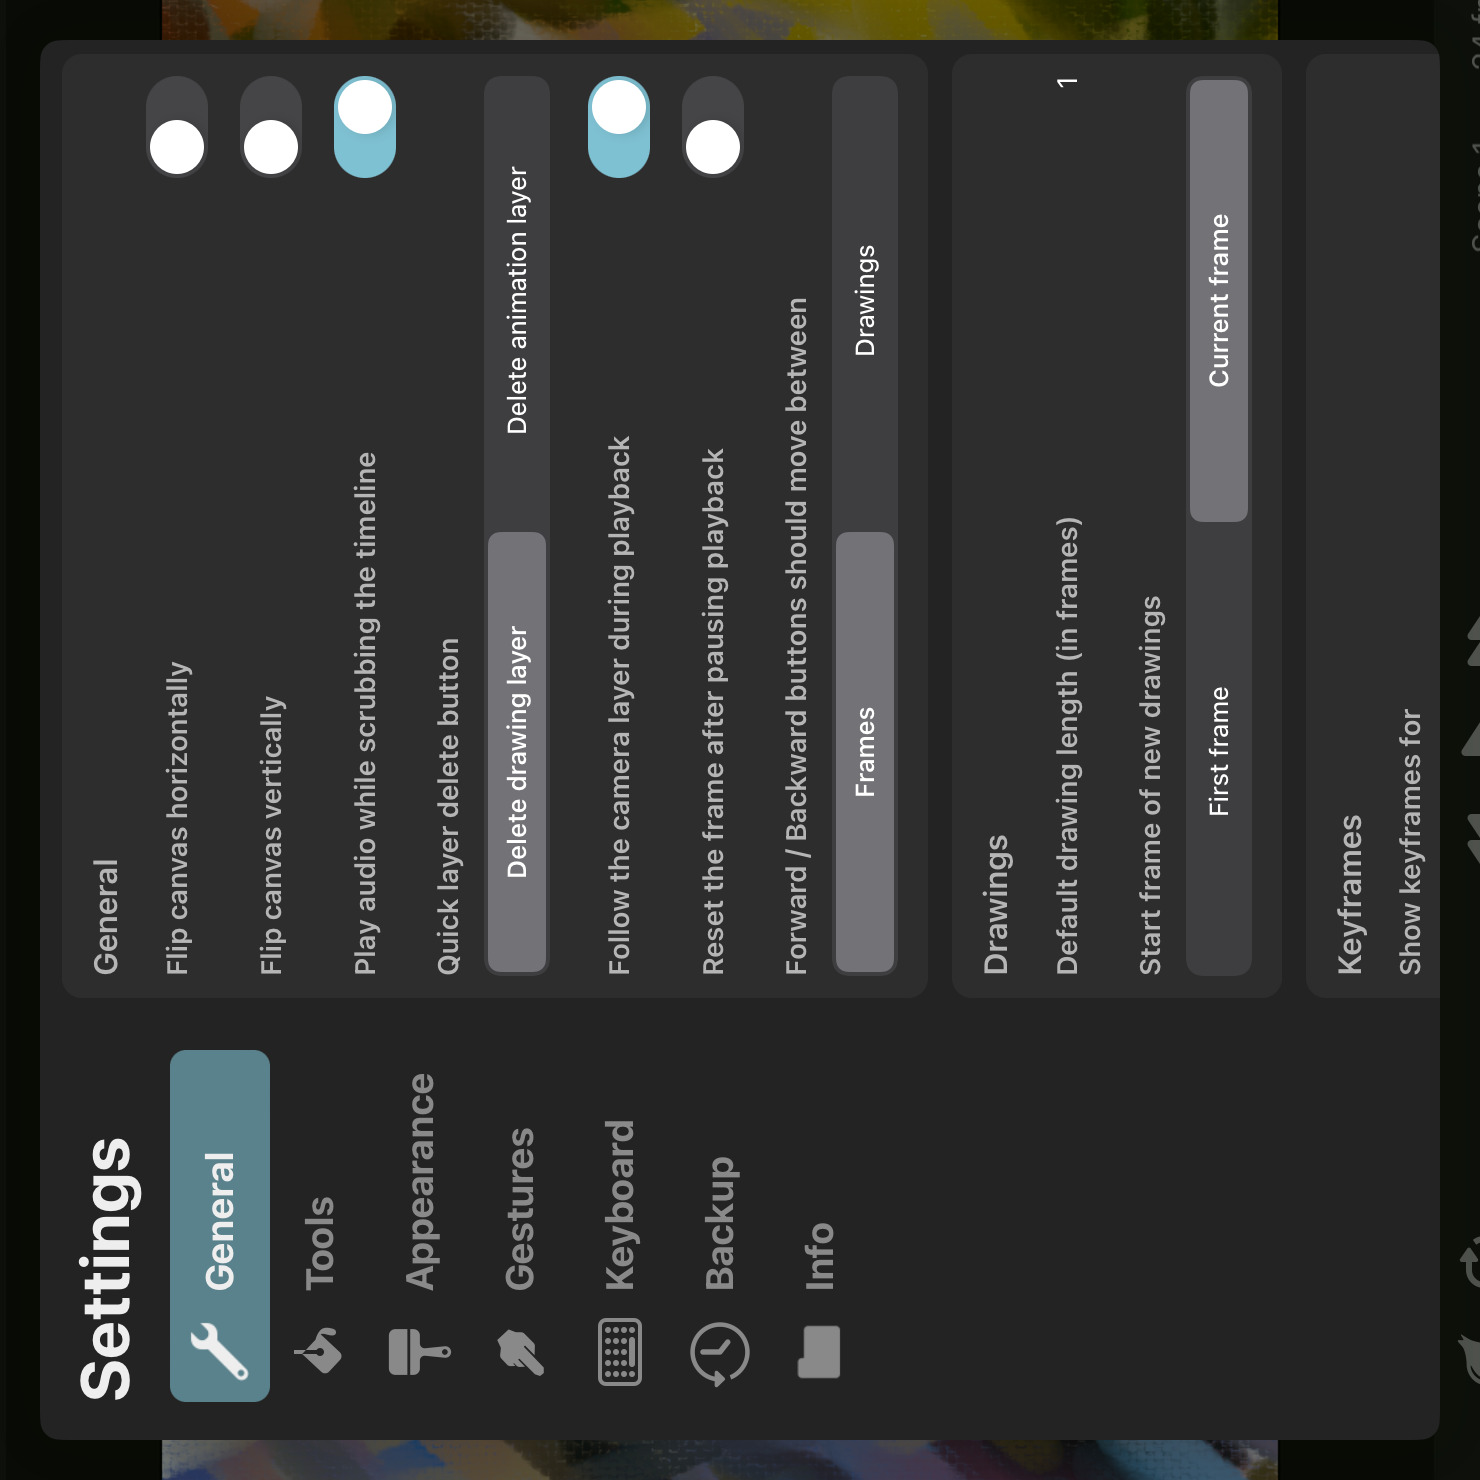 Settings
General
Tools
Appearance
Gestures
Keyboard
Backup
Info
General
Flip canvas horizontally
Flip canvas vertically
Play audio while scrubbing the timeline
Quick layer delete button
Delete drawing layer
Delete animation layer
Follow the camera layer during playback
Reset the frame after pausing playback
Forward / Backward buttons should move between
Frames
Drawings
Drawings
Default drawing length (in frames)
1
Start frame of new drawings
First frame
Current frame
Keyframes
Show keyframes for